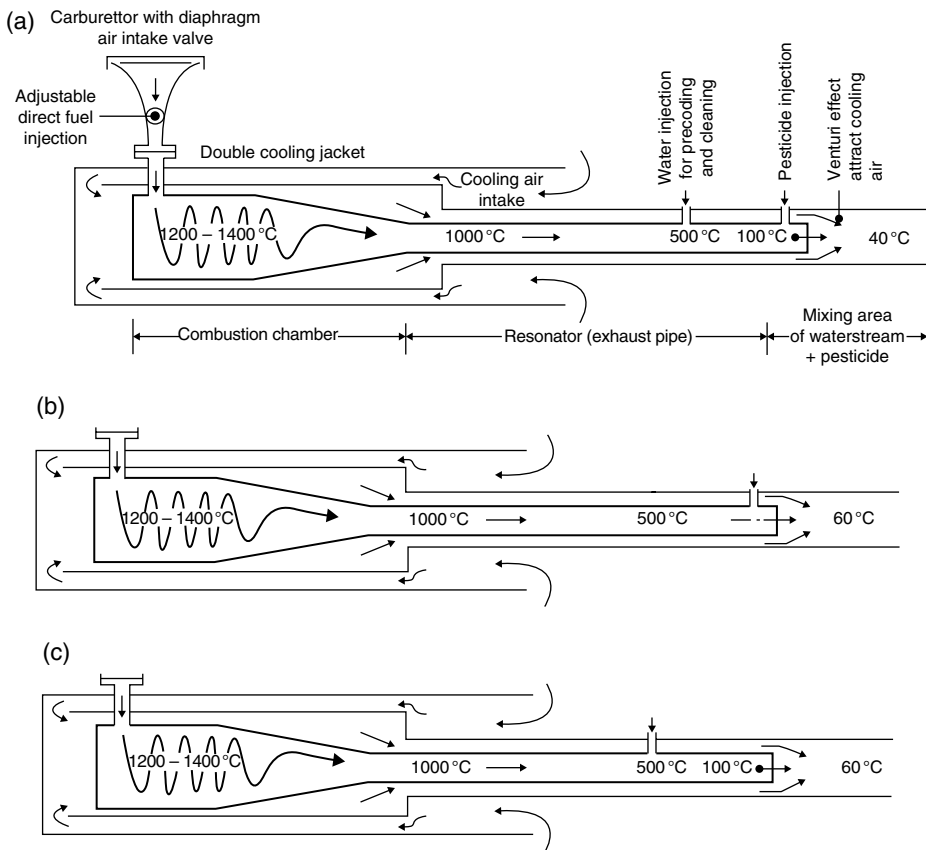 (a)
Carburettor with diaphragm
air intake valve
Adjustable
direct fuel
injection
Double cooling jacket
Cooling air
intake
Water injection
for precoding
and cleaning
Pesticide injection
Venturi effect
attract cooling
air
1200 – 1400 °C
1000 °C
500 °C
100 °C
40 °C
Combustion chamber
Resonator (exhaust pipe)
Mixing area
of waterstream
+ pesticide
(b)
1200 – 1400 °C
1000 °C
500 °C
60 °C
(c)
1200 – 1400 °C
1000 °C
500 °C
100 °C
60 °C